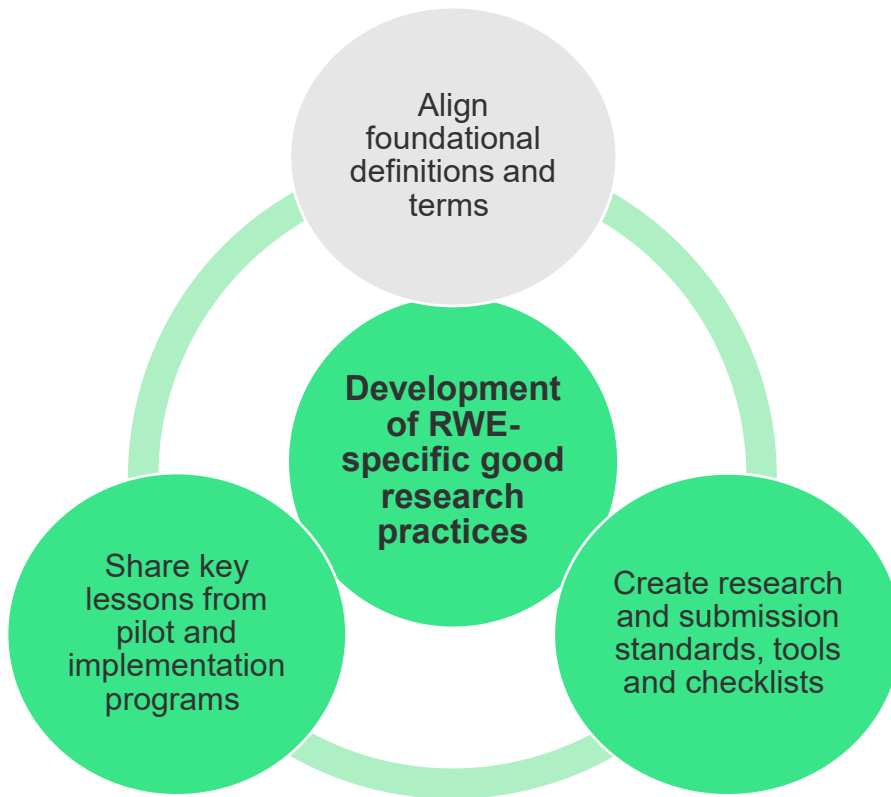 Align
foundational
definitions and
terms
Development
of RWE-
specific good
research
practices
Share key
lessons from
pilot and
implementation
programs
Create research
and submission
standards, tools
and checklists